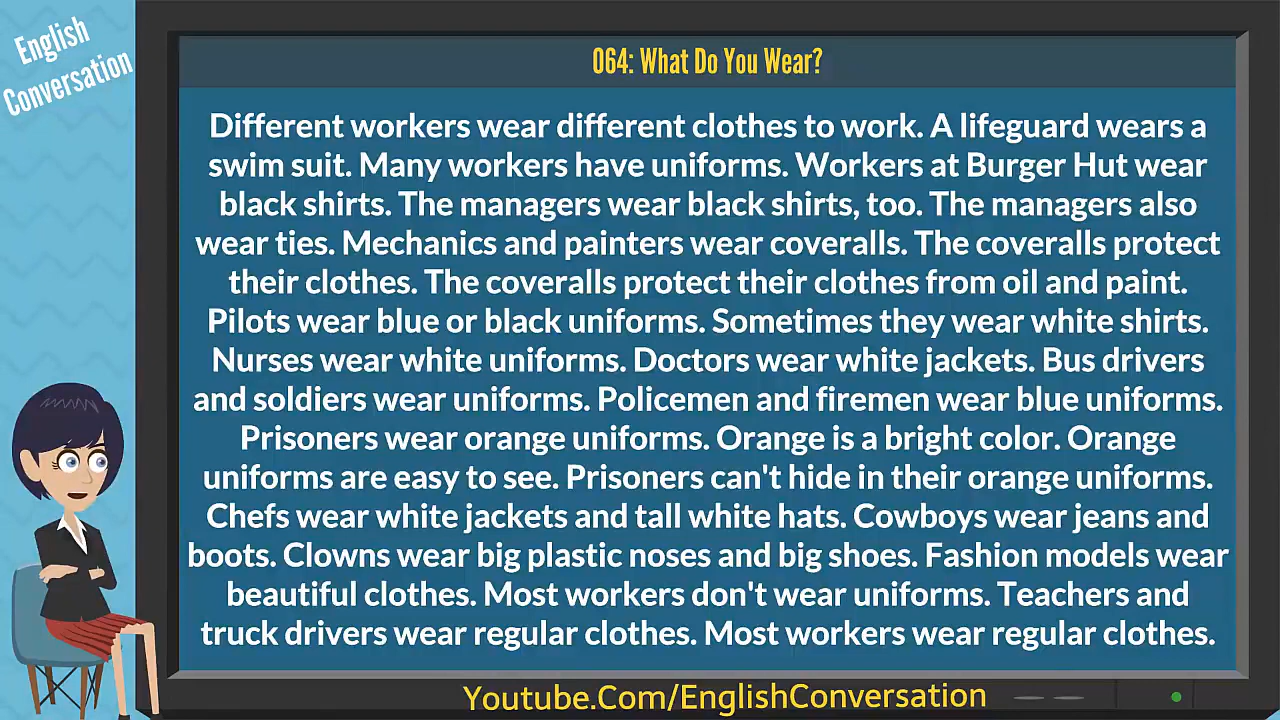 English
Conversation
064: What Do You Wear?
Different workers wear different clothes to work. A lifeguard wears a
swim suit. Many workers have uniforms. Workers at Burger Hut wear
black shirts. The managers wear black shirts, too. The managers also
wear ties. Mechanics and painters wear coveralls. The coveralls protect
their clothes. The coveralls protect their clothes from oil and paint.
Pilots wear blue or black uniforms. Sometimes they wear white shirts.
Nurses wear white uniforms. Doctors wear white jackets. Bus drivers
and soldiers wear uniforms. Policemen and firemen wear blue uniforms.
Prisoners wear orange uniforms. Orange is a bright color. Orange
uniforms are easy to see. Prisoners can't hide in their orange uniforms.
Chefs wear white jackets and tall white hats. Cowboys wear jeans and
boots. Clowns wear big plastic noses and big shoes. Fashion models wear
beautiful clothes. Most workers don't wear uniforms. Teachers and
truck drivers wear regular clothes. Most workers wear regular clothes.
Youtube.Com/EnglishConversation